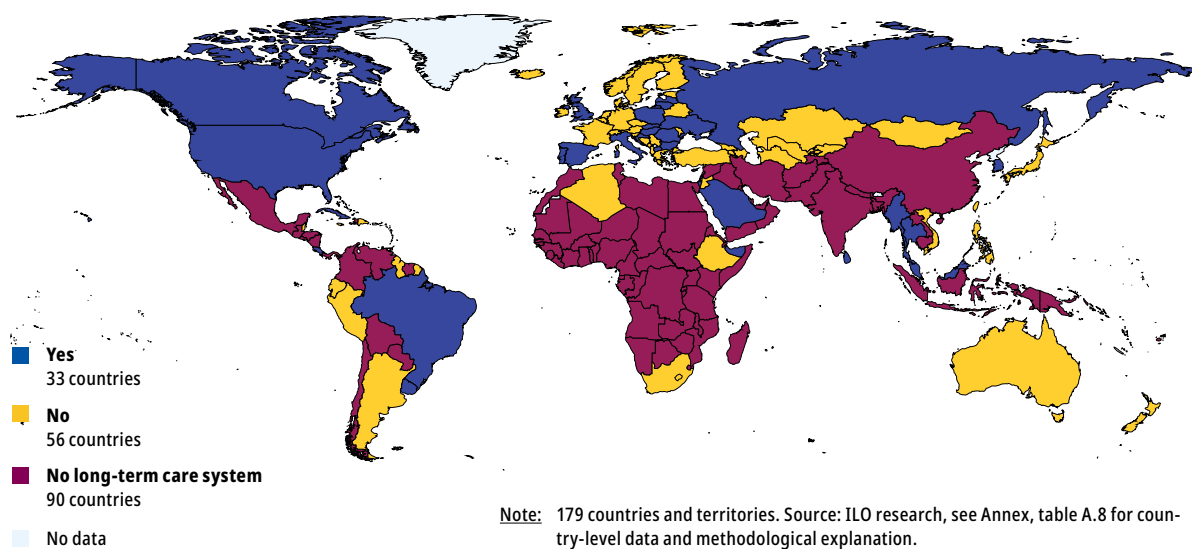 Yes
33 countries
No
56 countries
No long-term care system
90 countries
No data
Note: 179 countries and territories. Source: ILO research, see Annex, table A.8 for coun-
try-level data and methodological explanation.